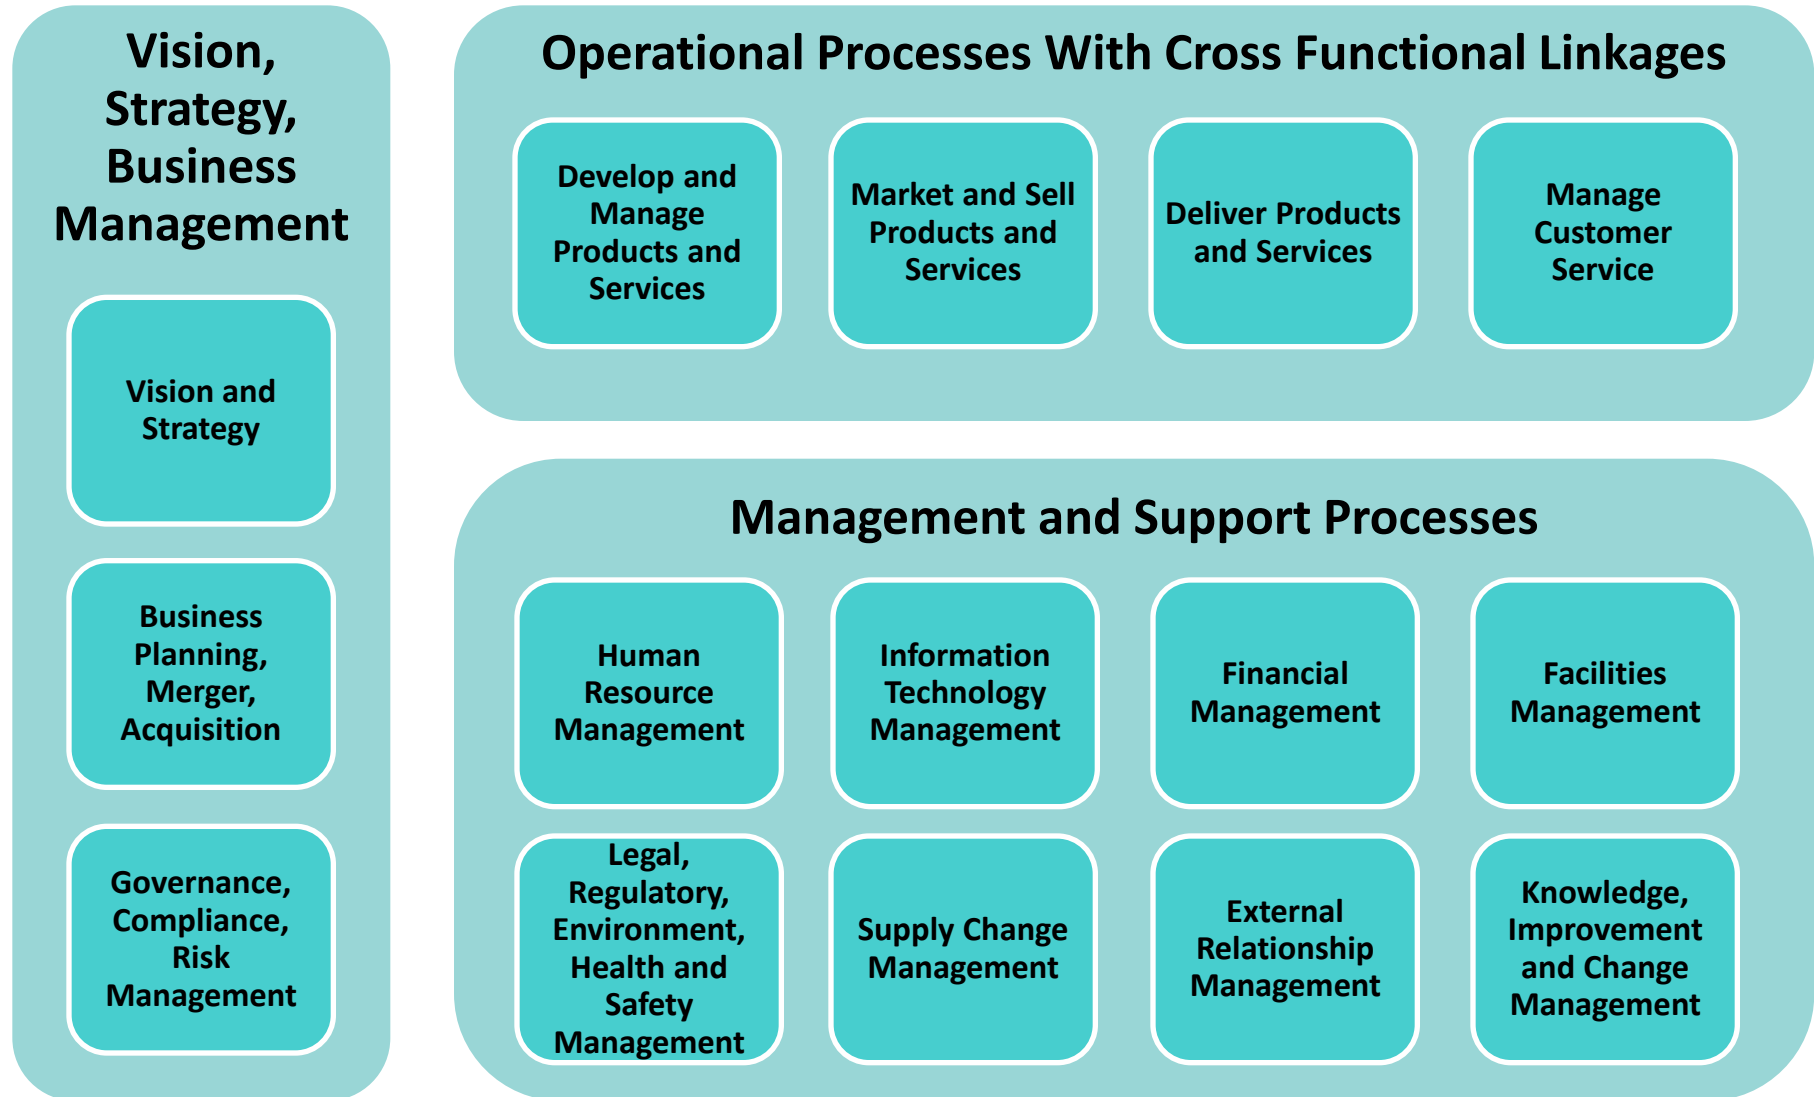 Vision,
Strategy,
Business
Management
Vision and
Strategy
Business
Planning,
Merger,
Acquisition
Governance,
Compliance,
Risk
Management
Operational Processes With Cross Functional Linkages
Develop and
Manage
Products and
Services
Market and Sell
Products and
Services
Deliver Products
and Services
Manage
Customer
Service
Management and Support Processes
Human
Resource
Management
Information
Technology
Management
Financial
Management
Facilities
Management
Legal,
Regulatory,
Environment,
Health and
Safety
Management
Supply Change
Management
External
Relationship
Management
Knowledge,
Improvement
and Change
Management